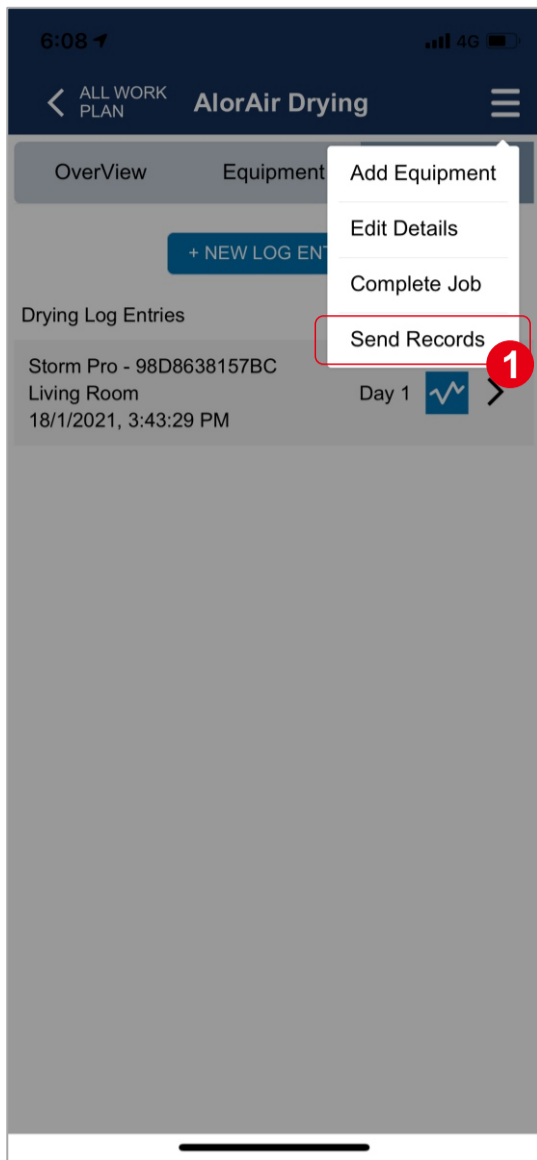 6:08
4G
ALL WORK
PLAN
AlorAir Drying
OverView
Equipment
Add Equipment
Edit Details
Complete Job
Send Records
1
+ NEW LOG ENT
Drying Log Entries
Storm Pro - 98D8638157BC
Living Room
Day 1
18/1/2021, 3:43:29 PM